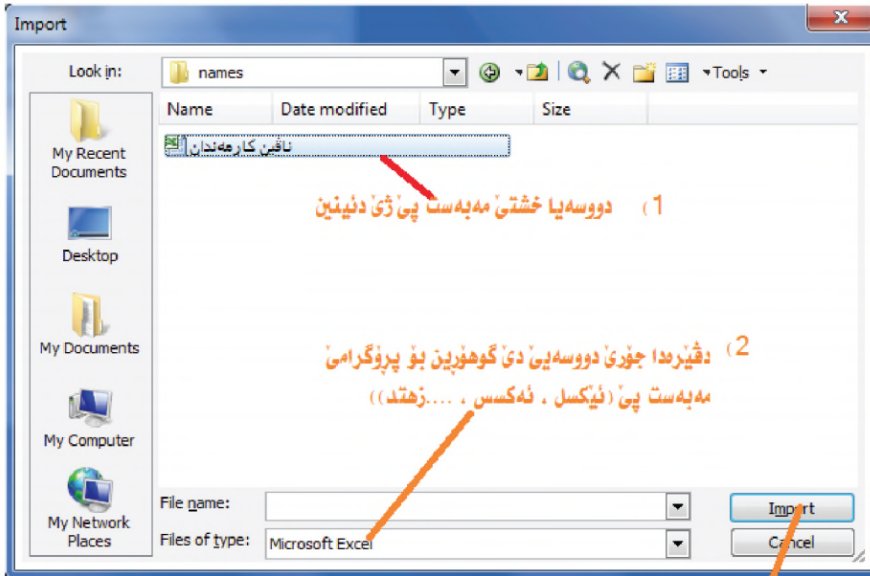 Import
Look in:
names
Tools
Name Date modified Type Size
ناڤێن كارمەندان
My Recent Documents
Desktop
My Documents
My Computer
My Network Places
1) دووسەیا خشتێ مەبەست پێ ژێ دئینین
2) دڤێرەدا جۆرێ دووسەیێ دێ گوهۆڕین بۆ پرۆگرامێ
مەبەست پێ (ئێكسل ، ئەكسس ، ....زهتد))
File name:
Import
Files of type:
Microsoft Excel
Cancel